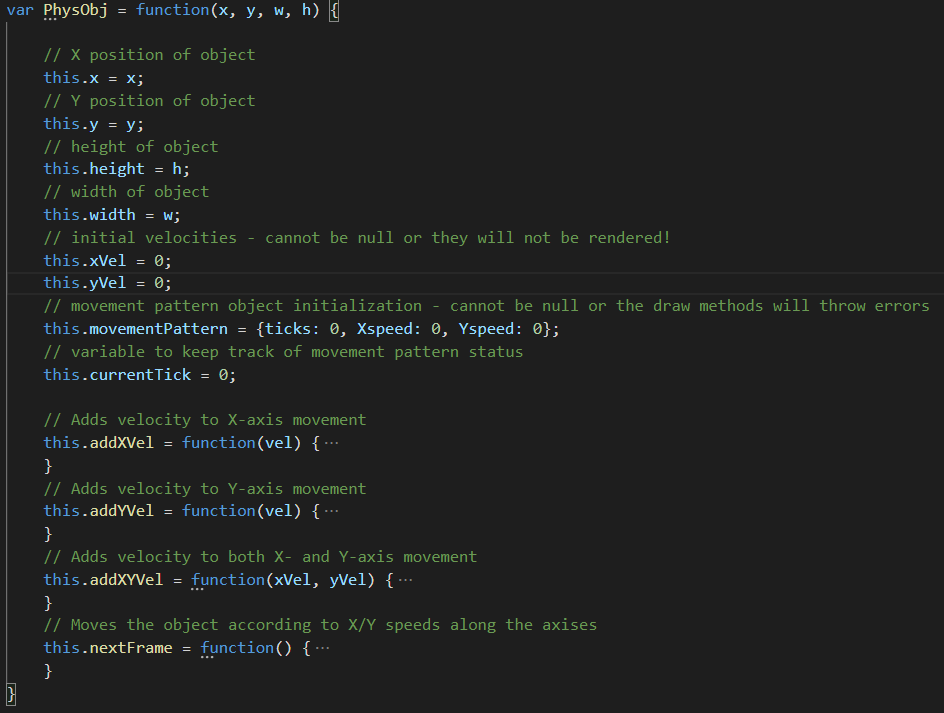 var PhysObj = function(x, y, w, h) {
// X position of object
this.x = x;
// Y position of object
this.y = y;
// height of object
this.height = h;
// width of object
this.width = w;
// initial velocities - cannot be null or they will not be rendered!
this.xVel = 0;
this.yVel = 0;
// movement pattern object initialization - cannot be null or the draw methods will throw errors
this.movementPattern = {ticks: 0, Xspeed: 0, Yspeed: 0};
// variable to keep track of movement pattern status
this.currentTick = 0;
// Adds velocity to X-axis movement
this.addXVel = function(vel) {⋯
}
// Adds velocity to Y-axis movement
this.addYVel = function(vel) {⋯
}
// Adds velocity to both X- and Y-axis movement
this.addXYVel = function(xVel, yVel) {⋯
}
// Moves the object according to X/Y speeds along the axises
this.nextFrame = function() {⋯
}
}